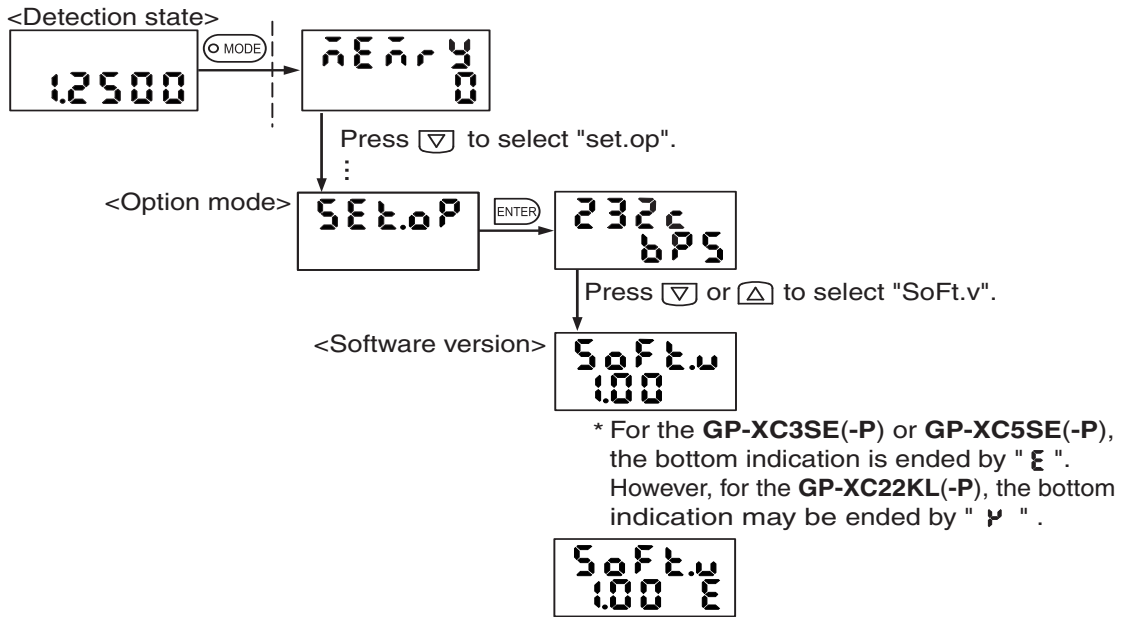 <Detection state>
1.2500
MODE
MEMrY
0
Press ▽ to select "set.op".
<Option mode>
SEt.oP
ENTER
232c
bPS
Press ▽ or △ to select "SoFt.v".
<Software version>
SoFt.v
1.00
* For the GP-XC3SE(-P) or GP-XC5SE(-P),
the bottom indication is ended by " E ".
However, for the GP-XC22KL(-P), the bottom
indication may be ended by " " .
SoFt.v
1.00 E